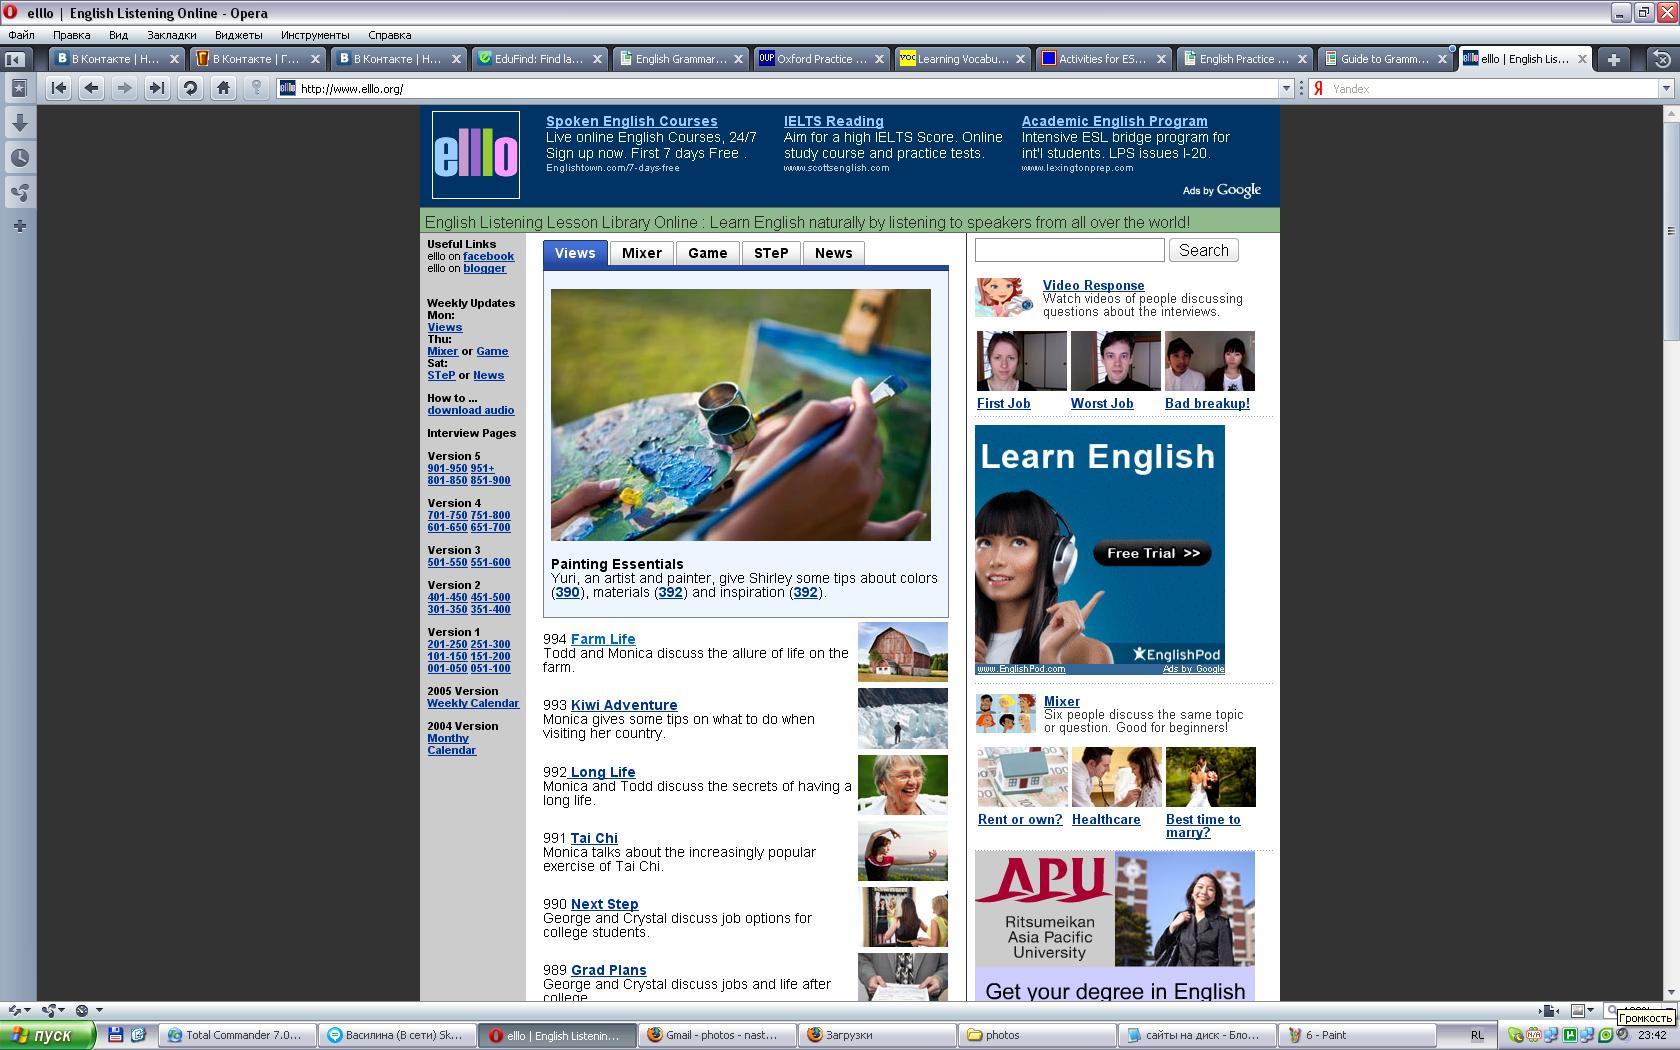 elllo | English Listening Online - Opera
Файл Правка Вид Закладки Виджеты Инструменты Справка
В Контакте | Н... В Контакте | Г... В Контакте | Н... EduFind: Find la... English Grammar... OUP Oxford Practice ... VOC Learning Vocabu... Activities for ES... English Practice ... Guide to Gramm... elllo | English Lis...
http://www.elllo.org/
Я Yandex
elllo
Spoken English Courses
Live online English Courses, 24/7
Sign up now. First 7 days Free .
Englishtown.com/7-days-free
IELTS Reading
Aim for a high IELTS Score. Online
study course and practice tests.
www.scottsenglish.com
Academic English Program
Intensive ESL bridge program for
int'l students. LPS issues I-20.
www.lexingtonprep.com
Ads by Google
English Listening Lesson Library Online : Learn English naturally by listening to speakers from all over the world!
Useful Links
elllo on facebook
elllo on blogger
Weekly Updates
Mon:
Views
Thu:
Mixer or Game
Sat:
STeP or News
How to ...
download audio
Interview Pages
Version 5
901-950 951+
801-850 851-900
Version 4
701-750 751-800
601-650 651-700
Version 3
501-550 551-600
Version 2
401-450 451-500
301-350 351-400
Version 1
201-250 251-300
101-150 151-200
001-050 051-100
2005 Version
Weekly Calendar
2004 Version
Monthy
Calendar
Views Mixer Game STeP News
Painting Essentials
Yuri, an artist and painter, give Shirley some tips about colors
(390), materials (392) and inspiration (392).
994 Farm Life
Todd and Monica discuss the allure of life on the
farm.
993 Kiwi Adventure
Monica gives some tips on what to do when
visiting her country.
992 Long Life
Monica and Todd discuss the secrets of having a
long life.
991 Tai Chi
Monica talks about the increasingly popular
exercise of Tai Chi.
990 Next Step
George and Crystal discuss job options for
college students.
989 Grad Plans
George and Crystal discuss jobs and life after
college.
Search
Video Response
Watch videos of people discussing
questions about the interviews.
First Job Worst Job Bad breakup!
Learn English
Free Trial >>
EnglishPod
www.EnglishPod.com Ads by Google
Mixer
Six people discuss the same topic
or question. Good for beginners!
Rent or own? Healthcare Best time to
marry?
APU
Ritsumeikan
Asia Pacific
University
Get your degree in English
Громкость
пуск
Total Commander 7.0... Василина (В сети) Sk... elllo | English Listenin... Gmail - photos - nast... Загрузки photos сайты на диск - Бло... 6 - Paint
RL
23:42